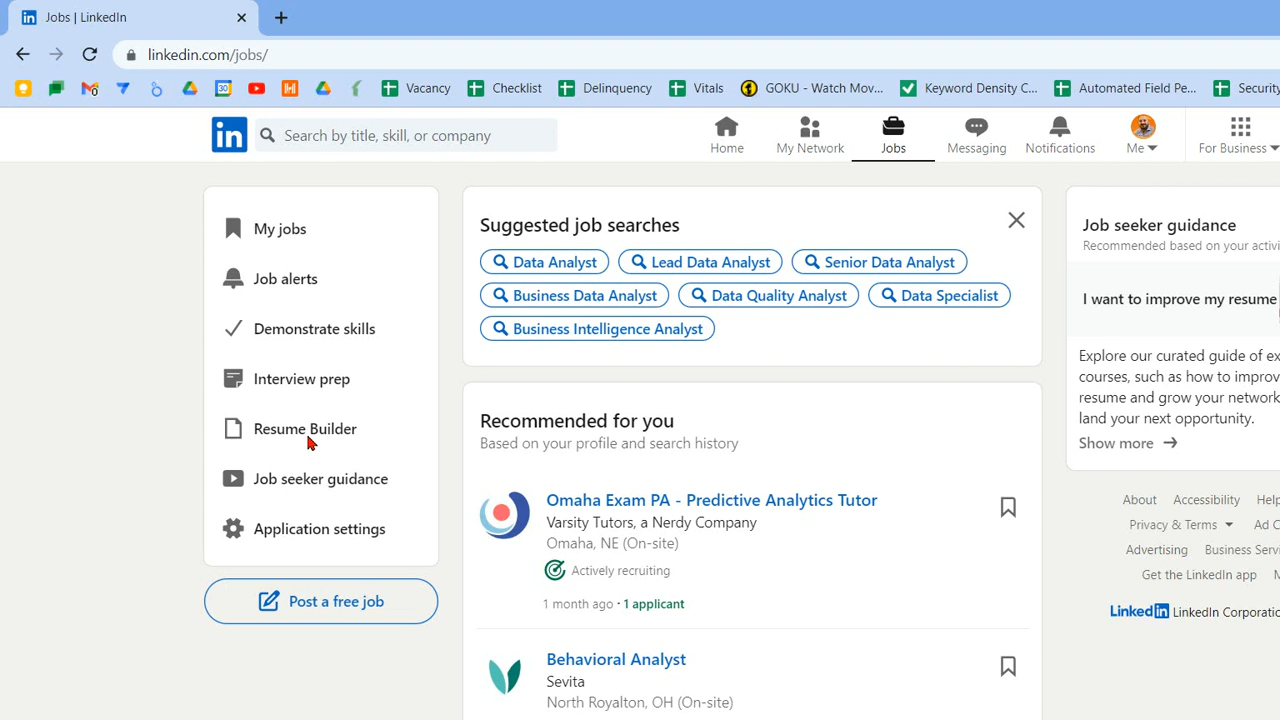 Jobs | LinkedIn
linkedin.com/jobs/
Vacancy Checklist Delinquency Vitals GOKU - Watch Mov... Keyword Density C... Automated Field Pe... Security
in Search by title, skill, or company
Home My Network Jobs Messaging Notifications Me For Business
My jobs
Job alerts
Demonstrate skills
Interview prep
Resume Builder
Job seeker guidance
Application settings
Post a free job
Suggested job searches
Data Analyst Lead Data Analyst Senior Data Analyst
Business Data Analyst Data Quality Analyst Data Specialist
Business Intelligence Analyst
Recommended for you
Based on your profile and search history
Omaha Exam PA - Predictive Analytics Tutor
Varsity Tutors, a Nerdy Company
Omaha, NE (On-site)
Actively recruiting
1 month ago · 1 applicant
Behavioral Analyst
Sevita
North Royalton, OH (On-site)
Job seeker guidance
Recommended based on your activi
I want to improve my resume
Explore our curated guide of ex
courses, such as how to improv
resume and grow your network
land your next opportunity.
Show more
About Accessibility Help
Privacy & Terms Ad C
Advertising Business Servi
Get the LinkedIn app
LinkedIn LinkedIn Corporatio